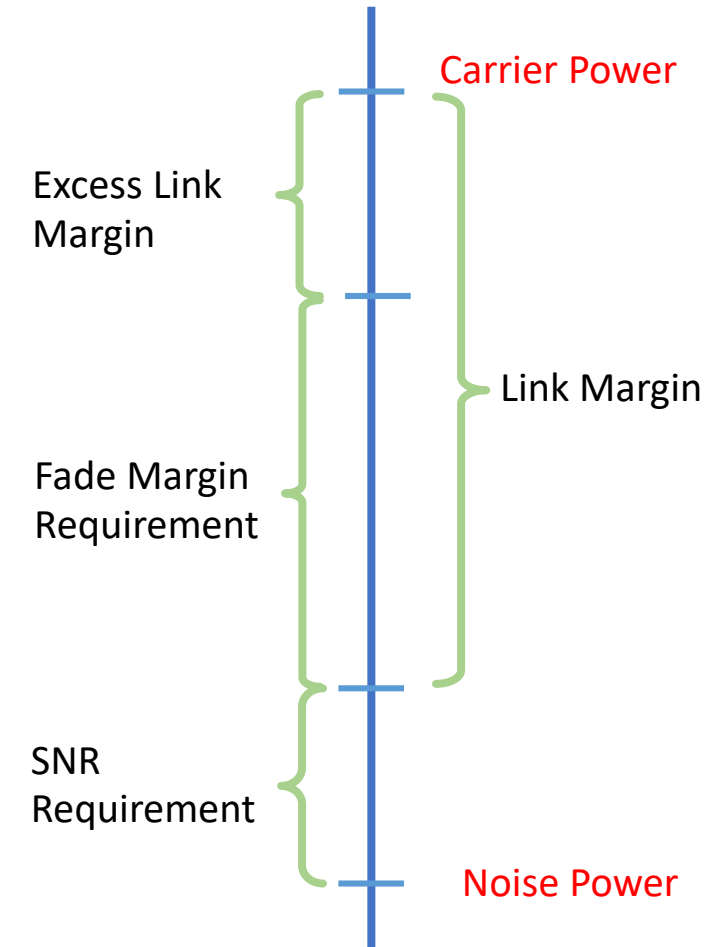 Carrier Power
Excess Link
Margin
Link Margin
Fade Margin
Requirement
SNR
Requirement
Noise Power